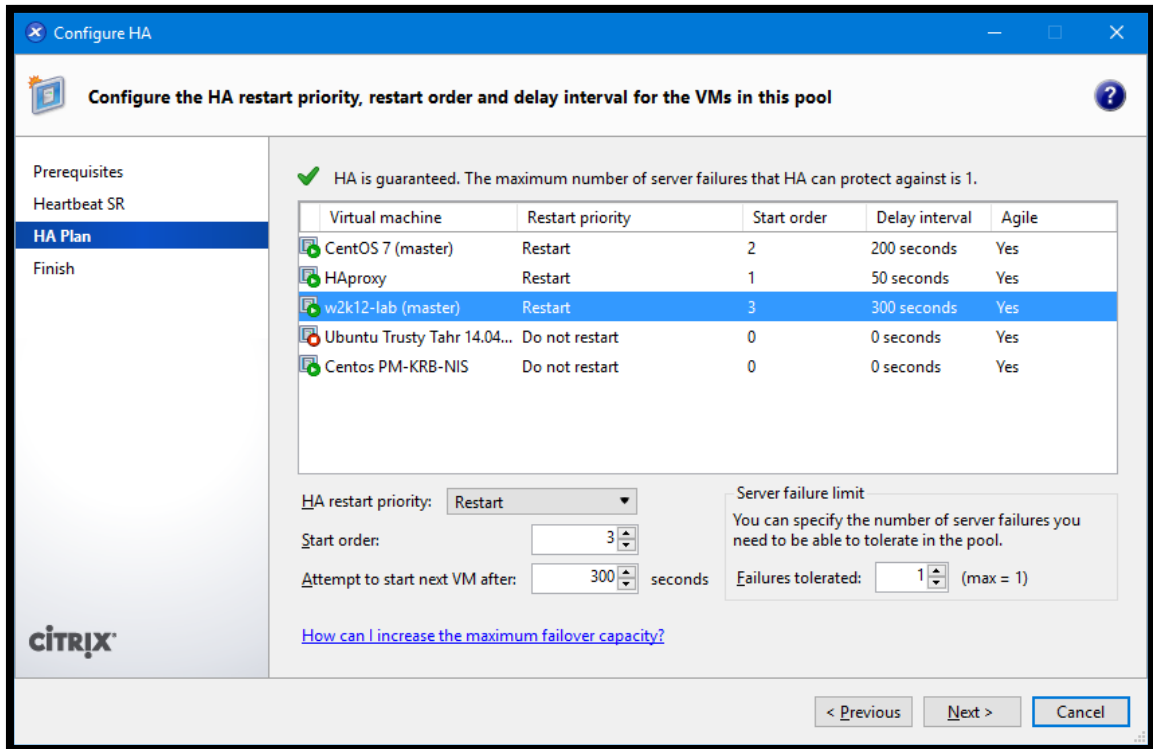 Configure HA
Configure the HA restart priority, restart order and delay interval for the VMs in this pool
?
Prerequisites
Heartbeat SR
HA Plan
Finish
HA is guaranteed. The maximum number of server failures that HA can protect against is 1.
Virtual machine Restart priority Start order Delay interval Agile
CentOS 7 (master) Restart 2 200 seconds Yes
HAproxy Restart 1 50 seconds Yes
w2k12-lab (master) Restart 3 300 seconds Yes
Ubuntu Trusty Tahr 14.04... Do not restart 0 0 seconds Yes
Centos PM-KRB-NIS Do not restart 0 0 seconds Yes
HA restart priority: Restart
Start order: 3
Attempt to start next VM after: 300 seconds
Server failure limit
You can specify the number of server failures you
need to be able to tolerate in the pool.
Failures tolerated: 1 (max = 1)
How can I increase the maximum failover capacity?
CITRIX
< Previous Next > Cancel